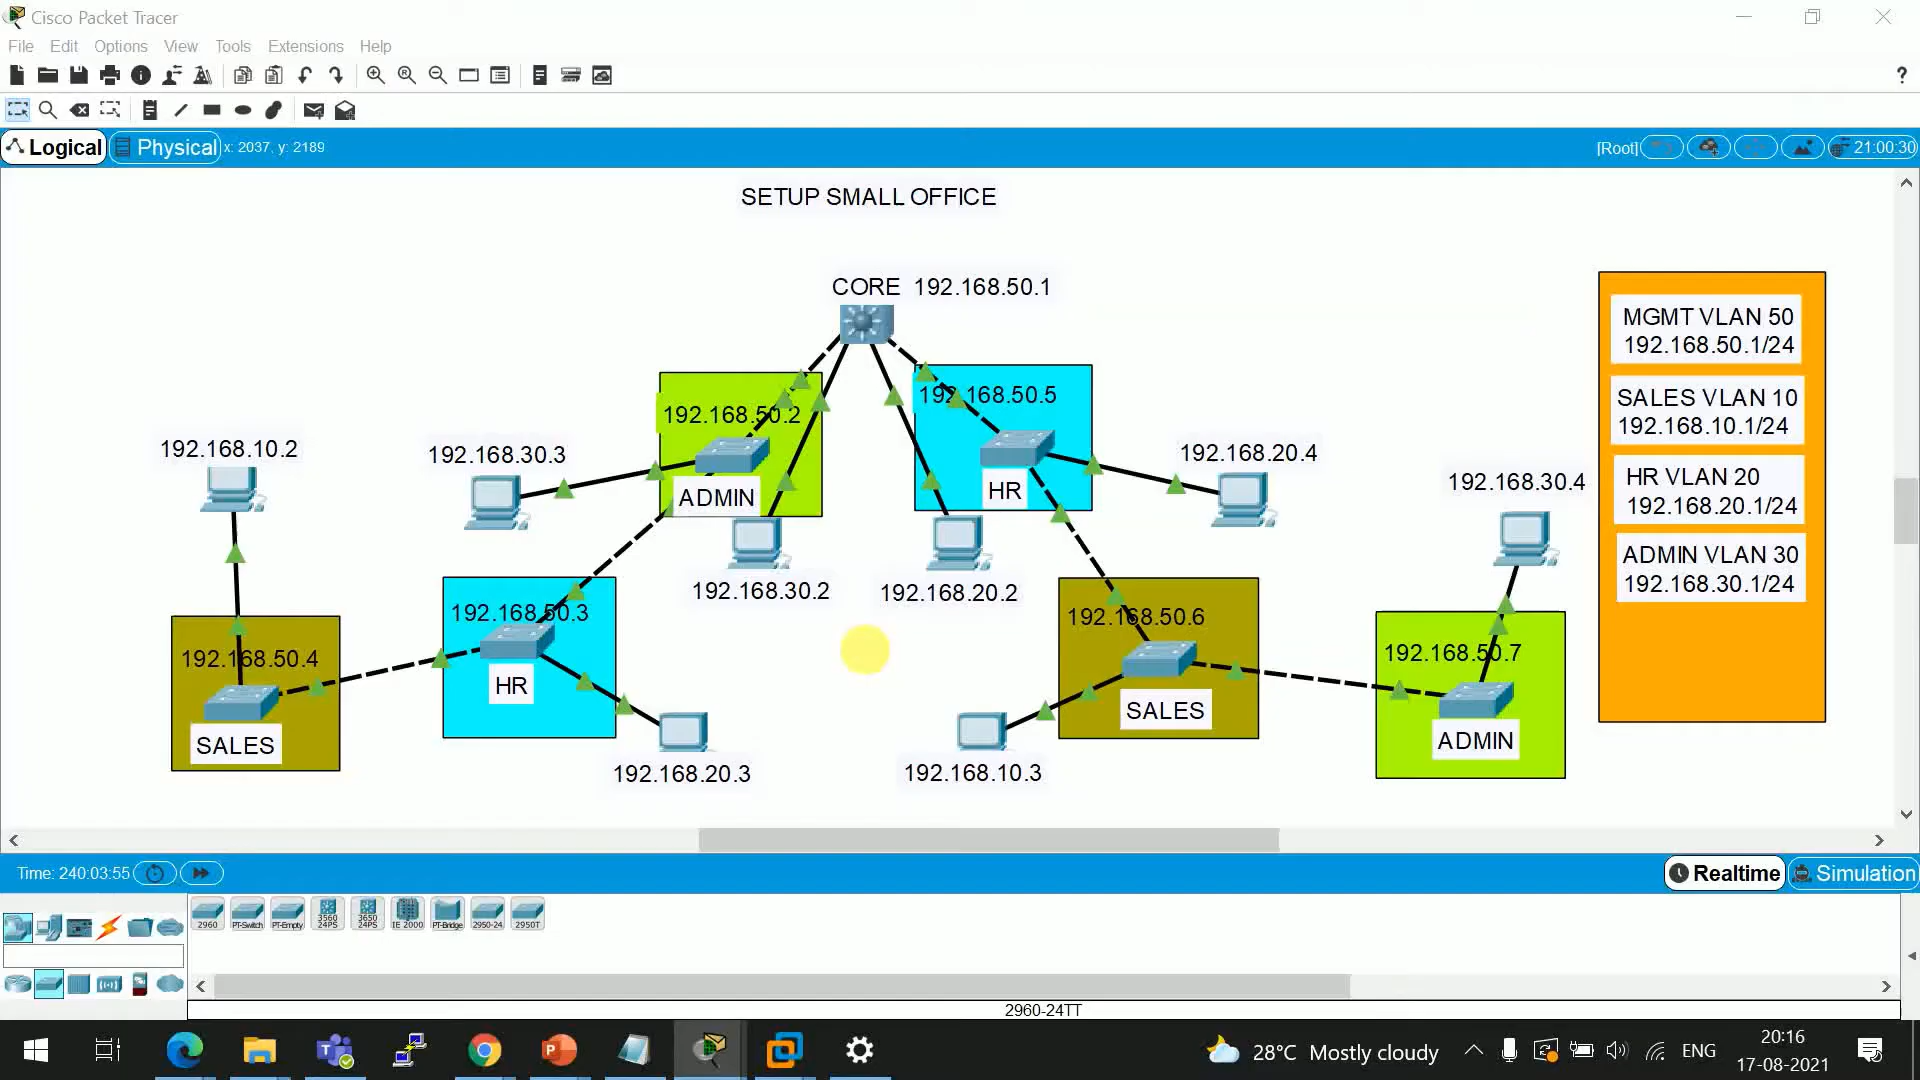 Cisco Packet Tracer
File Edit Options View Tools Extensions Help
?
Logical Physical x: 2037, y: 2189 [Root] 21:00:30
SETUP SMALL OFFICE
CORE 192.168.50.1
MGMT VLAN 50
192.168.50.1/24
SALES VLAN 10
192.168.10.1/24
HR VLAN 20
192.168.20.1/24
ADMIN VLAN 30
192.168.30.1/24
192.168.50.5
192.168.50.2
192.168.10.2
192.168.30.3
192.168.20.4
192.168.30.4
ADMIN
HR
192.168.30.2
192.168.20.2
192.168.50.3
192.168.50.6
192.168.50.4
192.168.50.7
HR
SALES
SALES
ADMIN
192.168.20.3
192.168.10.3
Time: 240:03:55 Realtime Simulation
2960 PT-Switch PT-Empty 3560 24PS 3650 24PS IE 2000 PT-Bridge 2950-24 2950T
2960-24TT
28°C Mostly cloudy ENG 20:16
17-08-2021